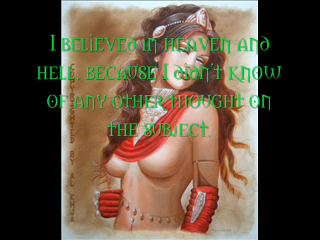 I BELIEVED IN HEAVEN AND
HELL, BECAUSE I DIDN'T KNOW
OF ANY OTHER THOUGHT ON
THE SUBJECT.